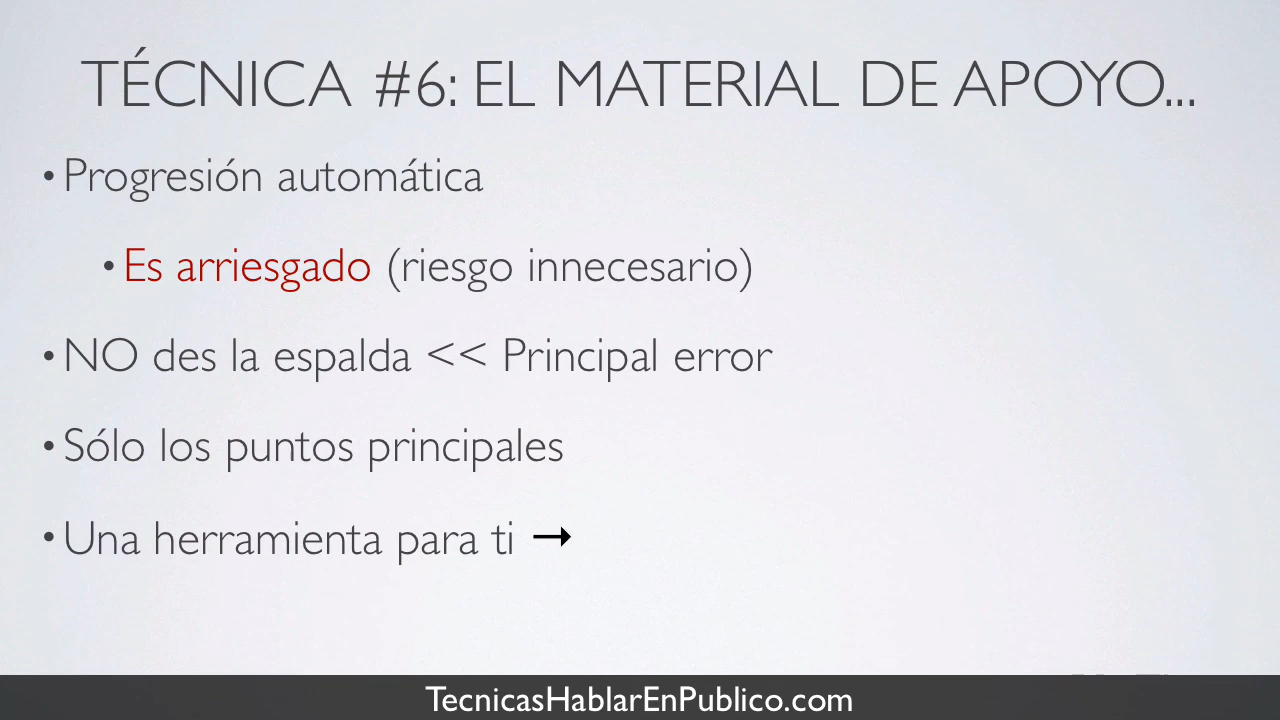 TÉCNICA #6: EL MATERIAL DE APOYO...
• Progresión automática
• Es arriesgado (riesgo innecesario)
• NO des la espalda << Principal error
• Sólo los puntos principales
• Una herramienta para ti →
TecnicasHablarEnPublico.com